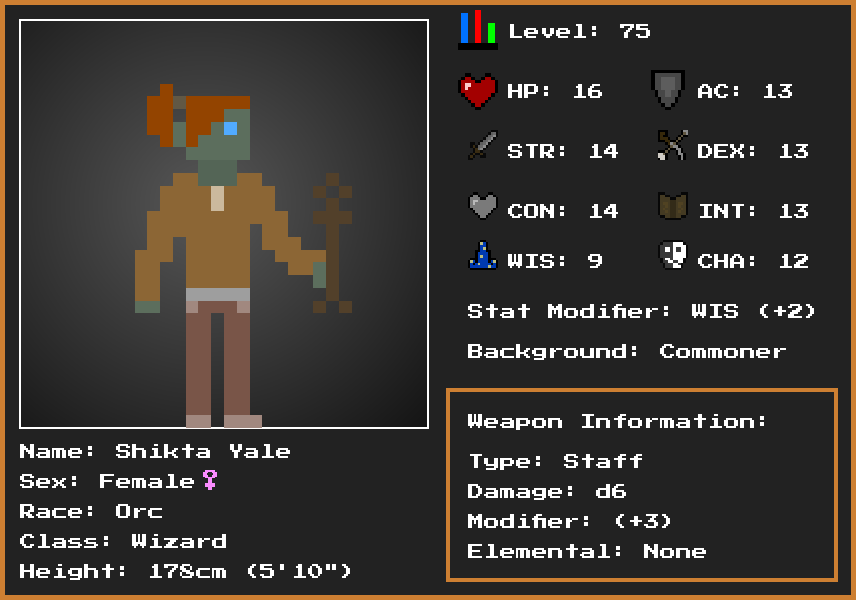 Level: 75
HP: 16 AC: 13
STR: 14 DEX: 13
CON: 14 INT: 13
WIS: 9 CHA: 12
Stat Modifier: WIS (+2)
Background: Commoner
Weapon Information:
Type: Staff
Damage: d6
Modifier: (+3)
Elemental: None
Name: Shikta Yale
Sex: Female♀
Race: Orc
Class: Wizard
Height: 178cm (5'10")